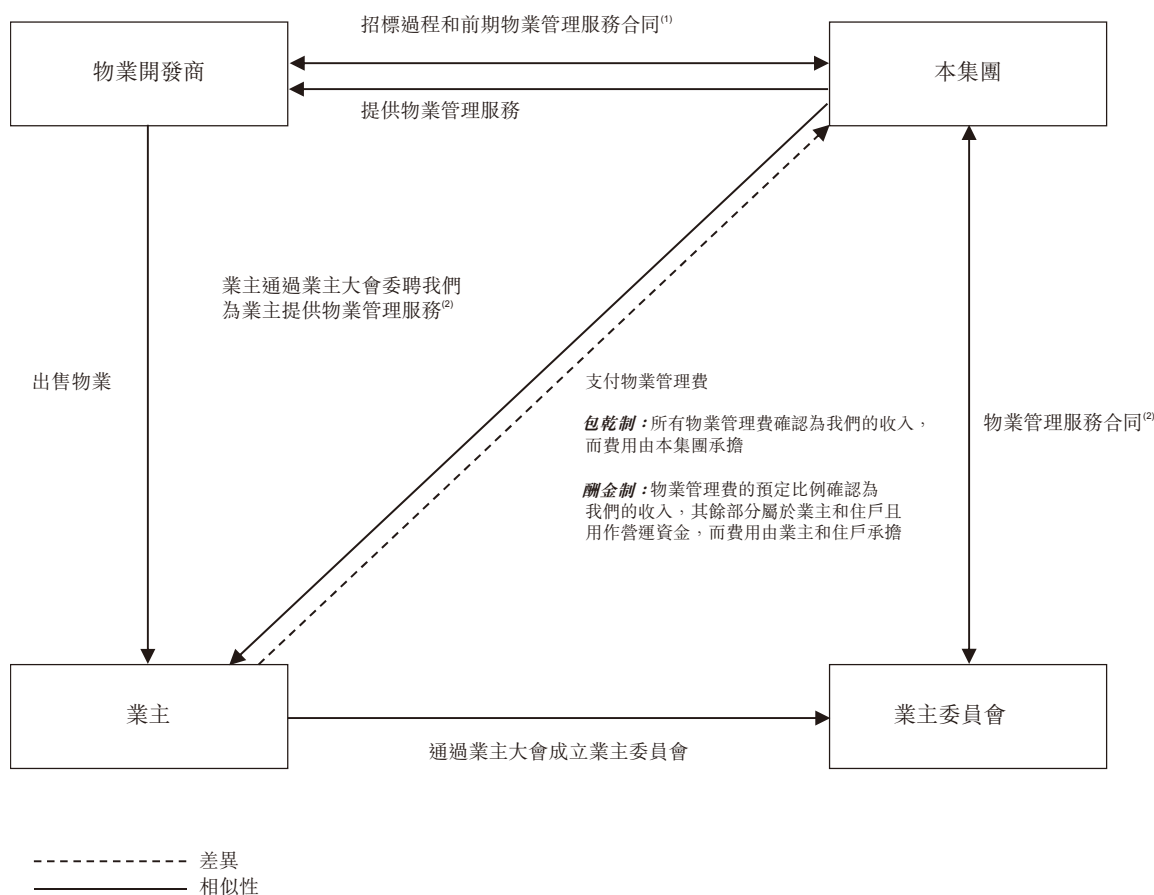 招標過程和前期物業管理服務合同(1)
物業開發商
本集團
提供物業管理服務
業主通過業主大會委聘我們
為業主提供物業管理服務(2)
出售物業
支付物業管理費
包乾制：所有物業管理費確認為我們的收入，
而費用由本集團承擔
物業管理服務合同(2)
酬金制：物業管理費的預定比例確認為
我們的收入，其餘部分屬於業主和住戶且
用作營運資金，而費用由業主和住戶承擔
業主
業主委員會
通過業主大會成立業主委員會
差異
相似性